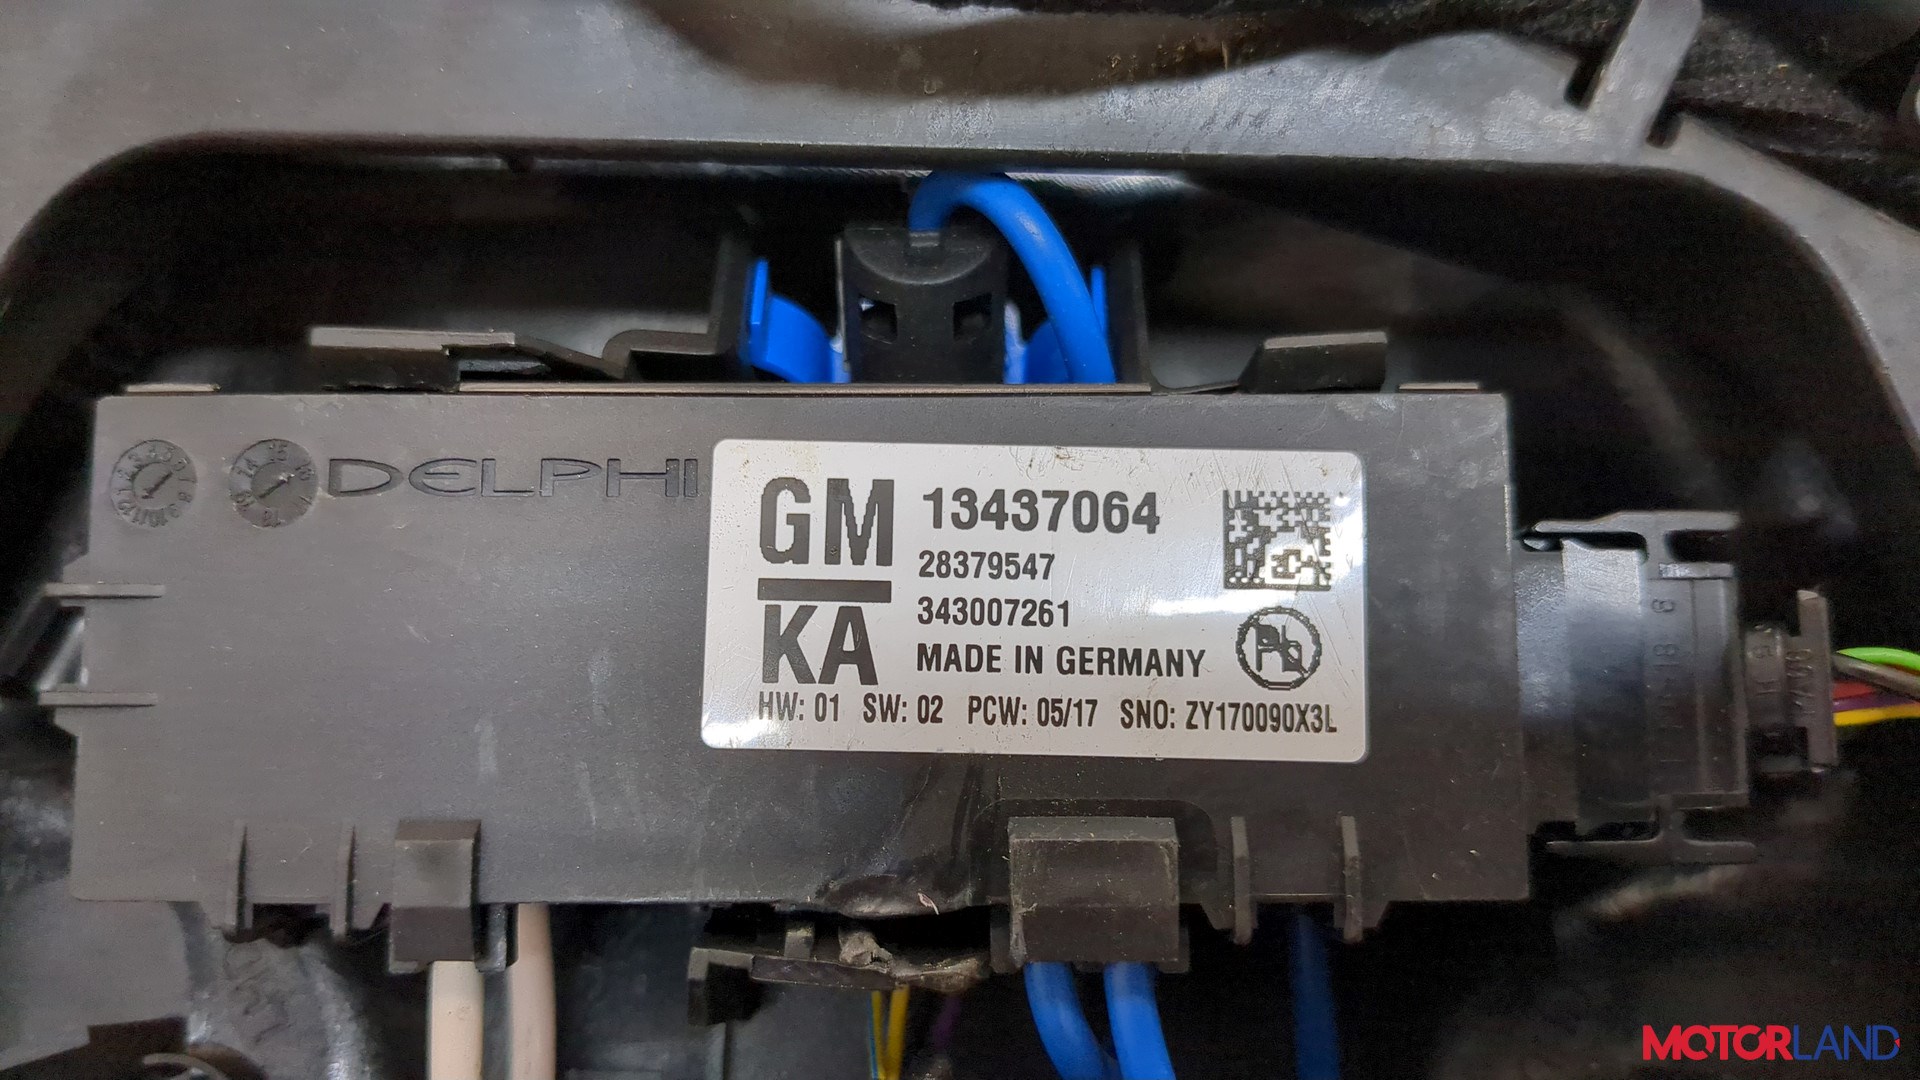 DELPHI
GM
KA
13437064
28379547
343007261
MADE IN GERMANY
Pb
HW: 01 SW: 02 PCW: 05/17 SNO: ZY170090X3L
MOTORLAND